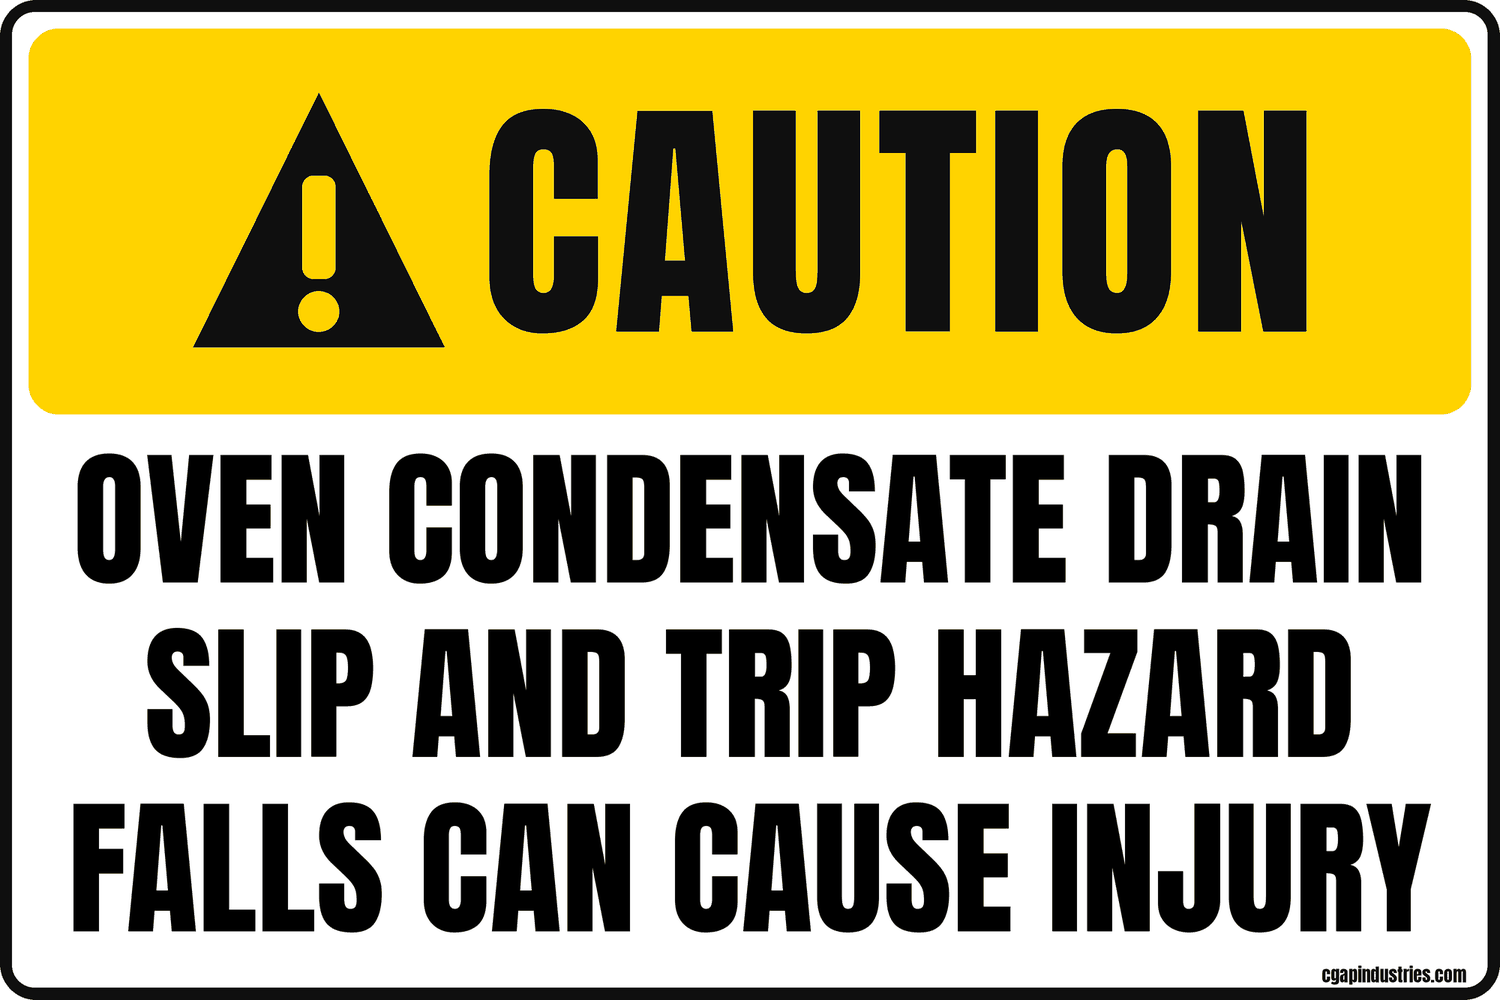 CAUTION
OVEN CONDENSATE DRAIN
SLIP AND TRIP HAZARD
FALLS CAN CAUSE INJURY
cgapindustries.com